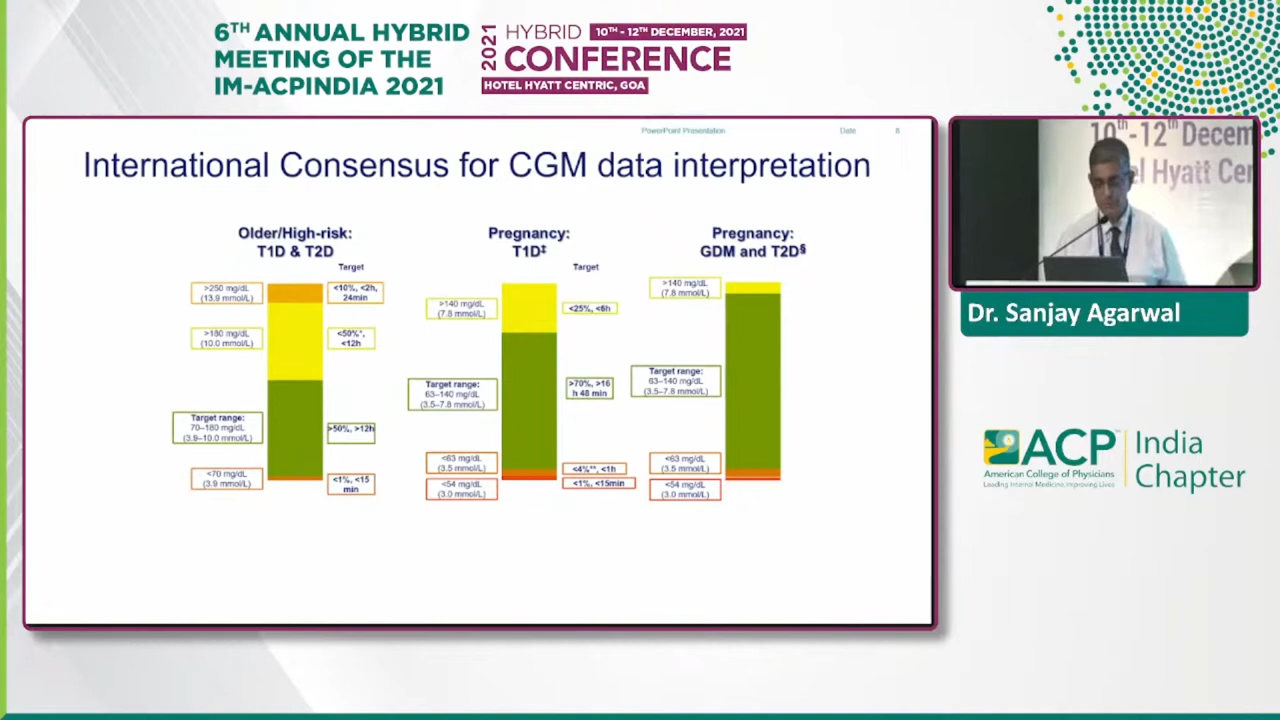 6TH ANNUAL HYBRID
MEETING OF THE
IM-ACPINDIA 2021
2021
HYBRID
10TH - 12TH DECEMBER, 2021
CONFERENCE
HOTEL HYATT CENTRIC, GOA
PowerPoint Presentation
Date
8
International Consensus for CGM data interpretation
Older/High-risk:
T1D & T2D
Target
>250 mg/dL
(13.9 mmol/L)
<10%, <2h,
24min
>180 mg/dL
(10.0 mmol/L)
<50%*,
<12h
Target range:
70–180 mg/dL
(3.9–10.0 mmol/L)
>50%, >12h
<70 mg/dL
(3.9 mmol/L)
<1%, <15
min
Pregnancy:
T1D‡
Target
>140 mg/dL
(7.8 mmol/L)
<25%, <6h
Target range:
63–140 mg/dL
(3.5–7.8 mmol/L)
>70%, >16
h 48 min
<63 mg/dL
(3.5 mmol/L)
<4%**, <1h
<54 mg/dL
(3.0 mmol/L)
<1%, <15min
Pregnancy:
GDM and T2D§
>140 mg/dL
(7.8 mmol/L)
Target range:
63–140 mg/dL
(3.5–7.8 mmol/L)
<63 mg/dL
(3.5 mmol/L)
<54 mg/dL
(3.0 mmol/L)
10th -12th Decem
el Hyatt Cen
Dr. Sanjay Agarwal
ACP
American College of Physicians
Leading Internal Medicine, Improving Lives
India
Chapter